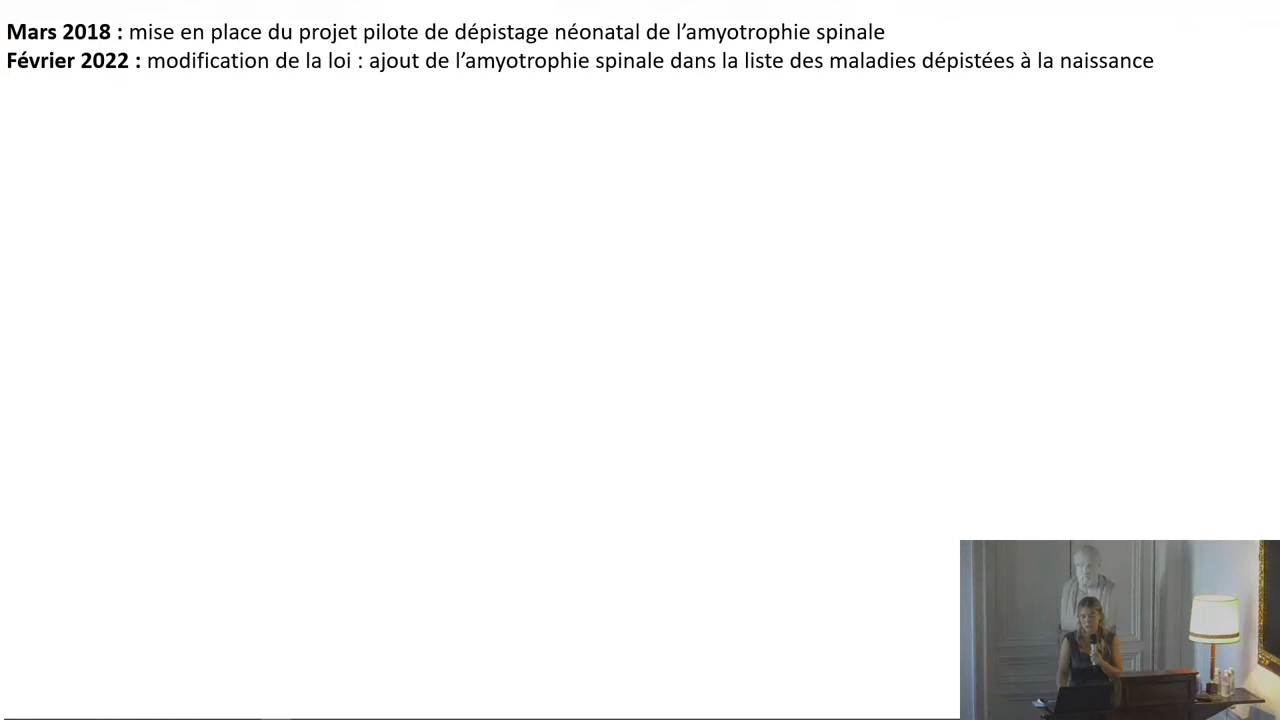 Mars 2018 : mise en place du projet pilote de dépistage néonatal de l’amyotrophie spinale
Février 2022 : modification de la loi : ajout de l’amyotrophie spinale dans la liste des maladies dépistées à la naissance